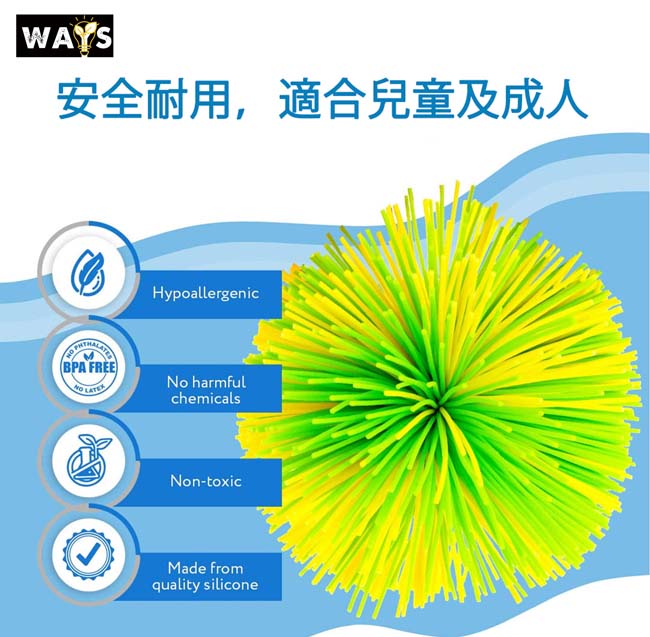 WAYS
安全耐用，適合兒童及成人
Hypoallergenic
NO PHTHALATES
BPA FREE
NO LATEX
No harmful
chemicals
Non-toxic
Made from
quality silicone